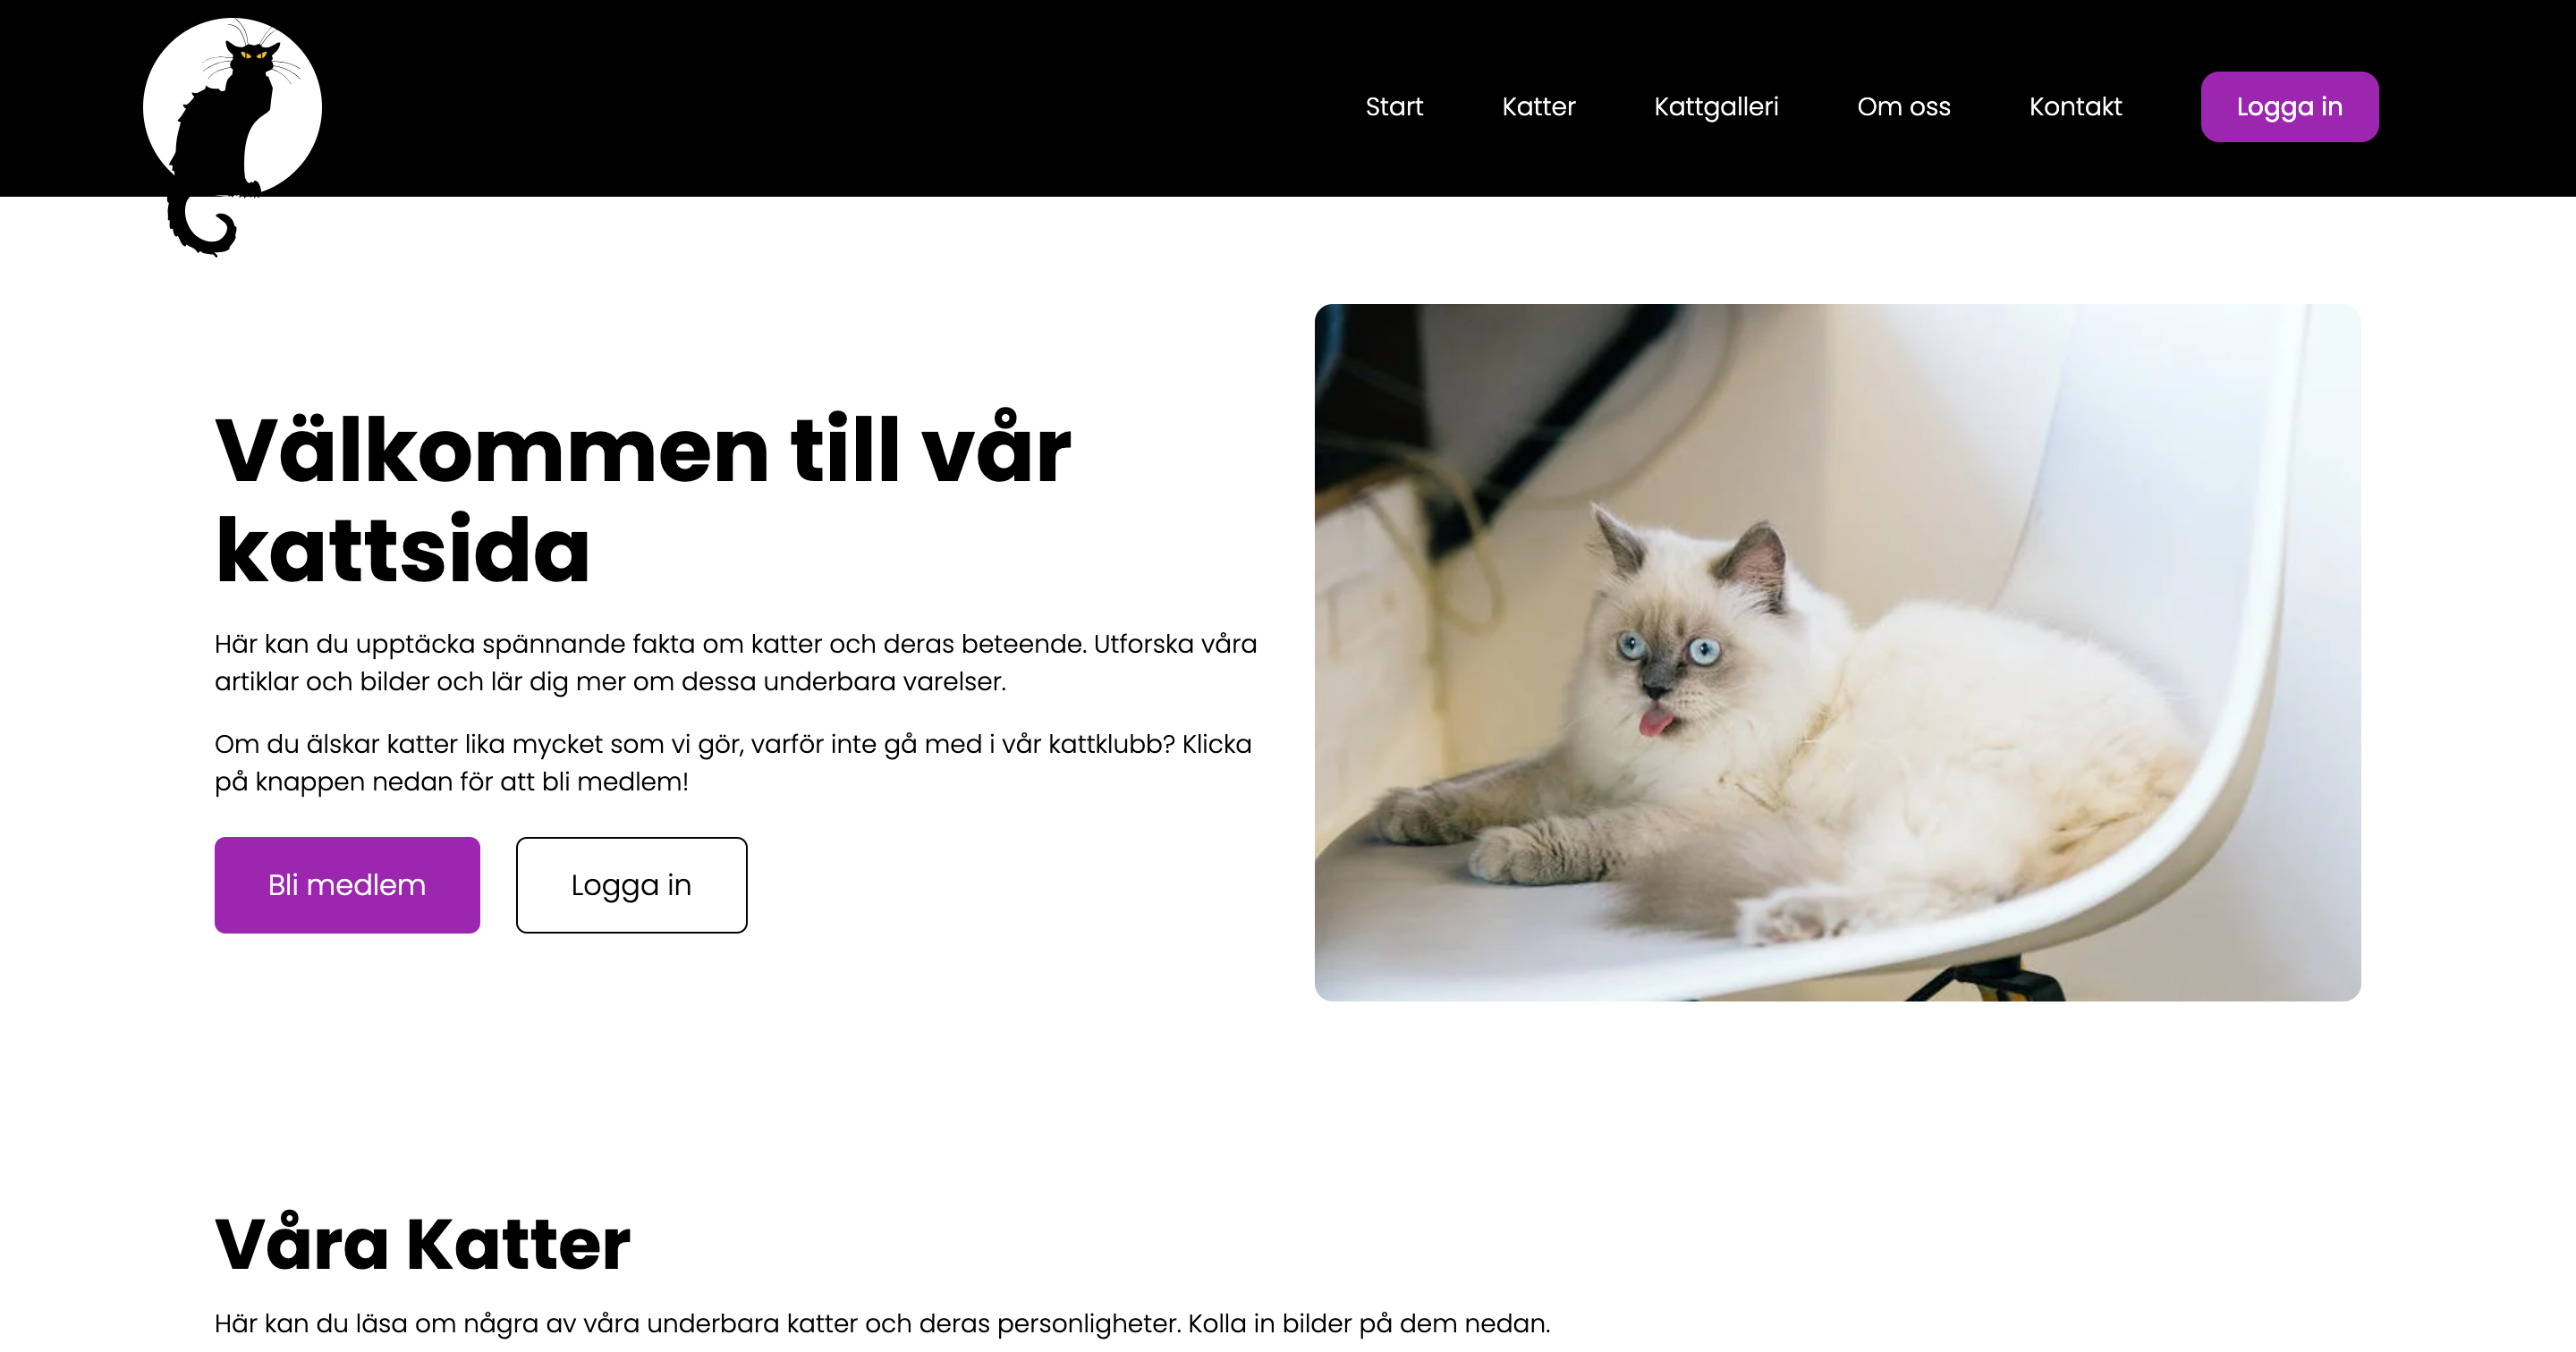 Start
Katter
Kattgalleri
Om oss
Kontakt
Logga in
Välkommen till vår
kattsida
Här kan du upptäcka spännande fakta om katter och deras beteende. Utforska våra
artiklar och bilder och lär dig mer om dessa underbara varelser.
Om du älskar katter lika mycket som vi gör, varför inte gå med i vår kattklubb? Klicka
på knappen nedan för att bli medlem!
Bli medlem
Logga in
Våra Katter
Här kan du läsa om några av våra underbara katter och deras personligheter. Kolla in bilder på dem nedan.